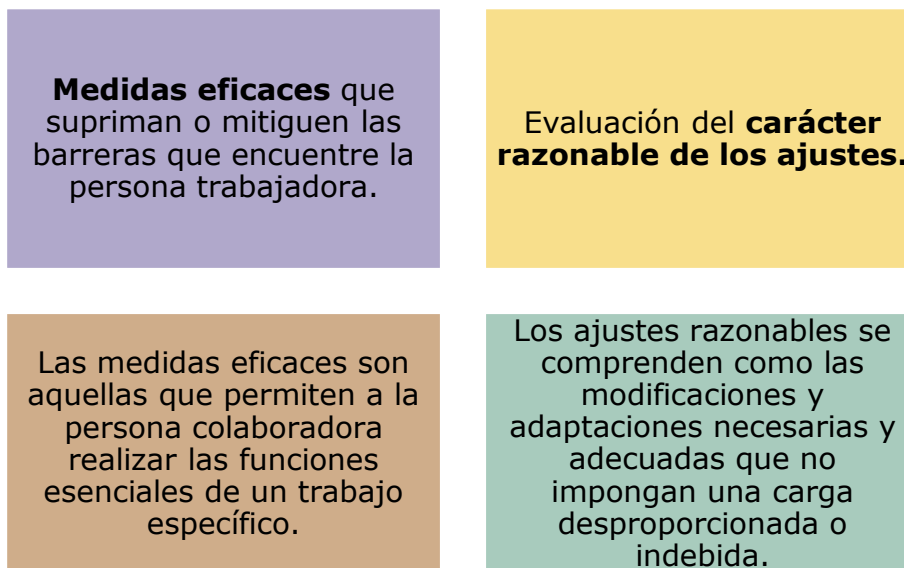 Medidas eficaces que
supriman o mitiguen las
barreras que encuentre la
persona trabajadora.
Evaluación del carácter
razonable de los ajustes.
Las medidas eficaces son
aquellas que permiten a la
persona colaboradora
realizar las funciones
esenciales de un trabajo
específico.
Los ajustes razonables se
comprenden como las
modificaciones y
adaptaciones necesarias y
adecuadas que no
impongan una carga
desproporcionada o
indebida.